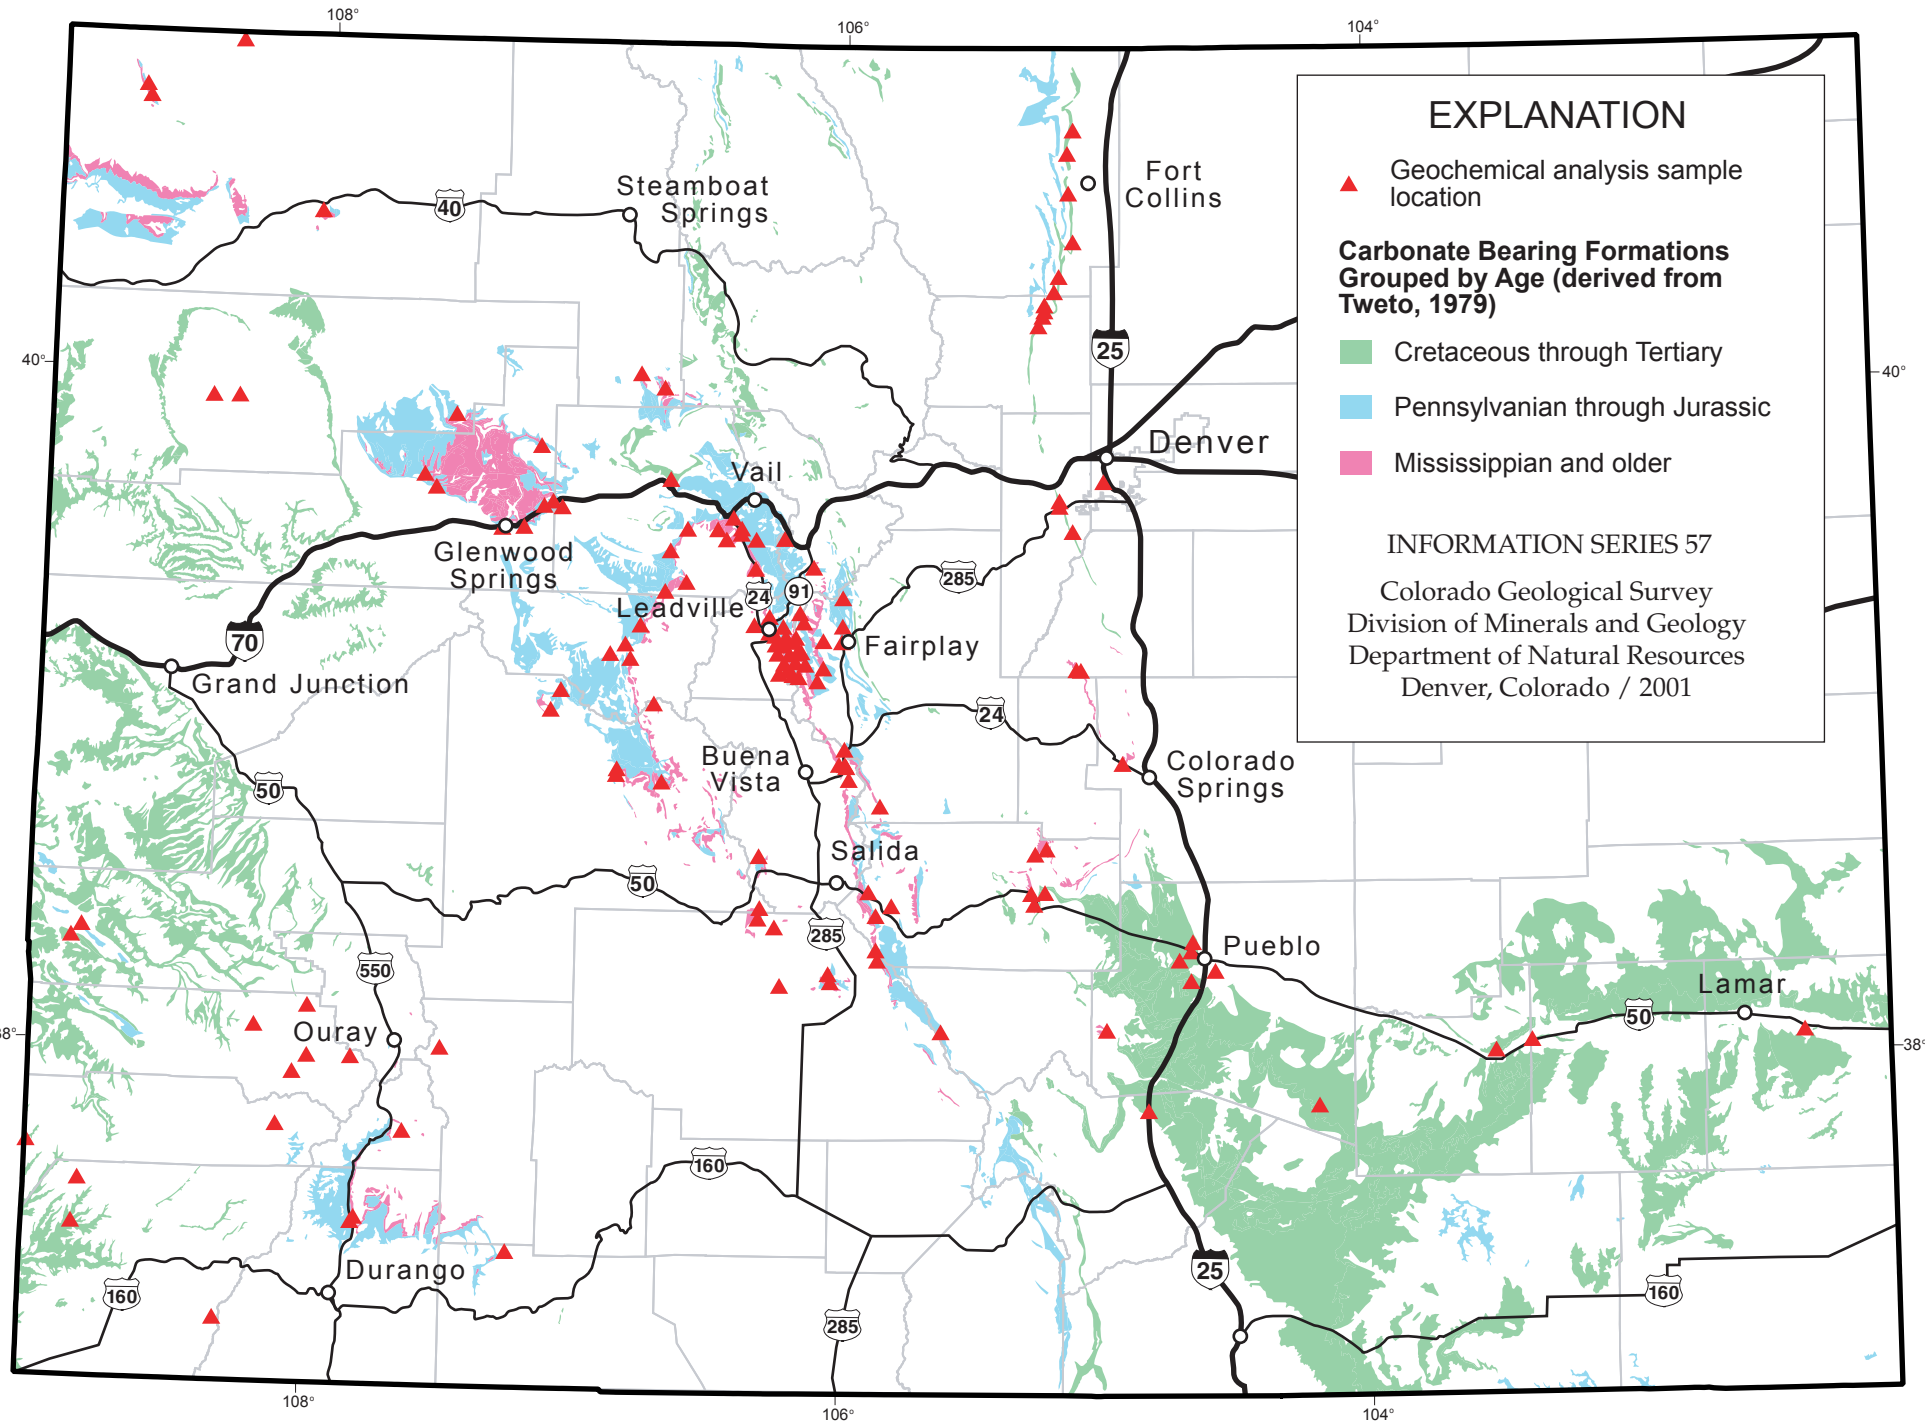 108°
106°
104°
EXPLANATION
Geochemical analysis sample
location
Carbonate Bearing Formations
Grouped by Age (derived from
Tweto, 1979)
Cretaceous through Tertiary
Pennsylvanian through Jurassic
Mississippian and older
INFORMATION SERIES 57
Colorado Geological Survey
Division of Minerals and Geology
Department of Natural Resources
Denver, Colorado / 2001
Fort
Collins
Steamboat
Springs
40
25
40°
40°
Denver
Vail
Glenwood
Springs
285
24
91
Leadville
70
Fairplay
Grand Junction
24
Buena
Vista
Colorado
Springs
50
Salida
50
285
Pueblo
550
Lamar
50
Ouray
38°
38°
160
Durango
25
160
160
285
108°
106°
104°